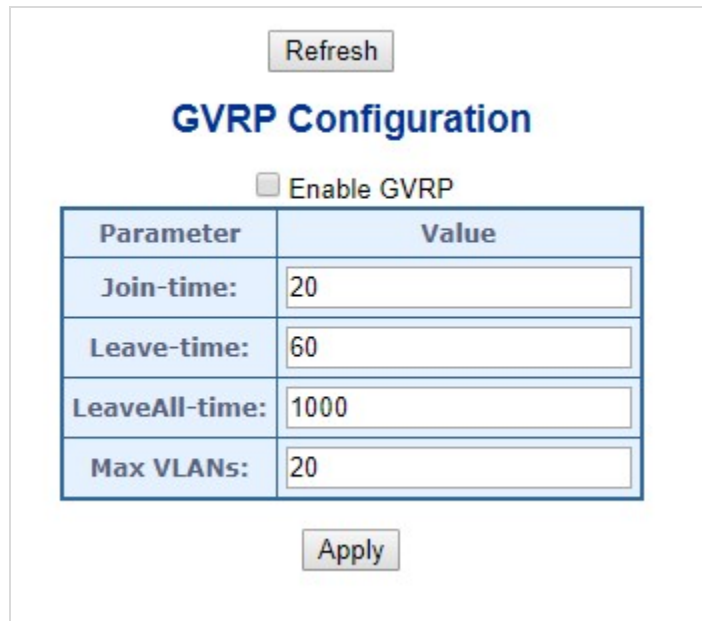 Refresh
GVRP Configuration
Enable GVRP
Parameter Value
Join-time: 20
Leave-time: 60
LeaveAll-time: 1000
Max VLANs: 20
Apply